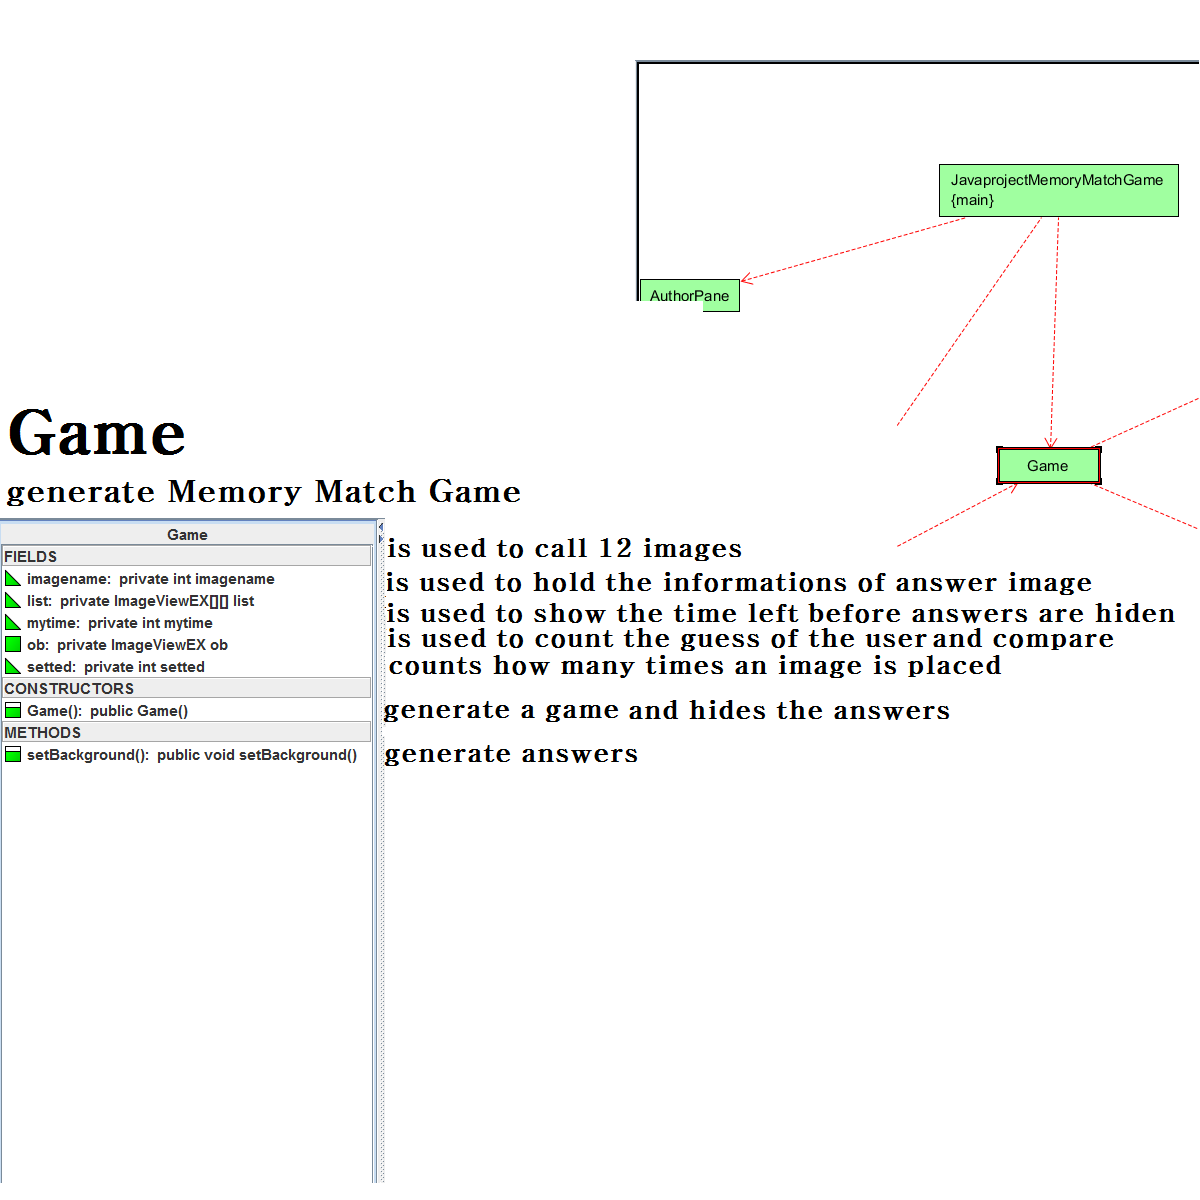 JavaprojectMemoryMatchGame
{main}
AuthorPane
Game
Game
generate Memory Match Game
Game
FIELDS
is used to call 12 images
imagename: private int imagename
is used to hold the informations of answer image
list: private ImageViewEX[][] list
is used to show the time left before answers are hiden
mytime: private int mytime
is used to count the guess of the user and compare
ob: private ImageViewEX ob
counts how many times an image is placed
setted: private int setted
CONSTRUCTORS
Game(): public Game()
generate a game and hides the answers
METHODS
setBackground(): public void setBackground()
generate answers